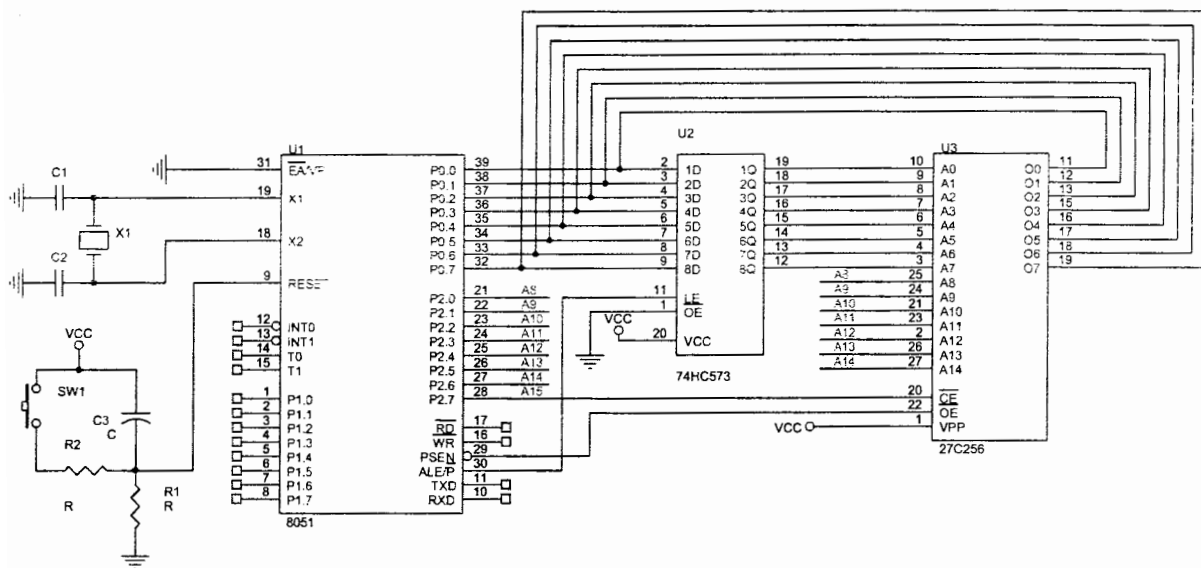 U1
31 EA/VP
19 X1
18 X2
9 RESET
12 INT0
13 INT1
14 T0
15 T1
1 P1.0
2 P1.1
3 P1.2
4 P1.3
5 P1.4
6 P1.5
7 P1.6
8 P1.7
P0.0 39
P0.1 38
P0.2 37
P0.3 36
P0.4 35
P0.5 34
P0.6 33
P0.7 32
P2.0 21 A8
P2.1 22 A9
P2.2 23 A10
P2.3 24 A11
P2.4 25 A12
P2.5 26 A13
P2.6 27 A14
P2.7 28 A15
RD 17
WR 16
PSEN 29
ALE/P 30
TXD 11
RXD 10
8051
C1
X1
C2
VCC
SW1
C3
C
R2
R
R1
R
U2
2 1D 1Q 19
3 2D 2Q 18
4 3D 3Q 17
5 4D 4Q 16
6 5D 5Q 15
7 6D 6Q 14
8 7D 7Q 13
9 8D 8Q 12
11 LE
1 OE
VCC 20 VCC
74HC573
U3
10 A0 O0 11
9 A1 O1 12
8 A2 O2 13
7 A3 O3 15
6 A4 O4 16
5 A5 O5 17
4 A6 O6 18
3 A7 O7 19
A8 25 A8
A9 24 A9
A10 21 A10
A11 23 A11
A12 2 A12
A13 26 A13
A14 27 A14
20 CE
22 OE
VCC 1 VPP
27C256